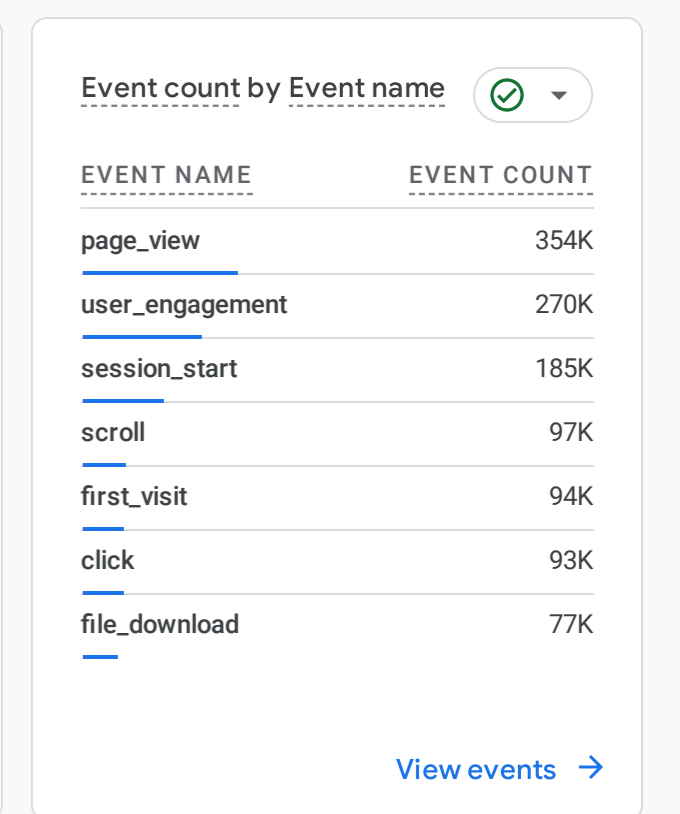 Event count by Event name
EVENT NAME EVENT COUNT
page_view 354K
user_engagement 270K
session_start 185K
scroll 97K
first_visit 94K
click 93K
file_download 77K
View events